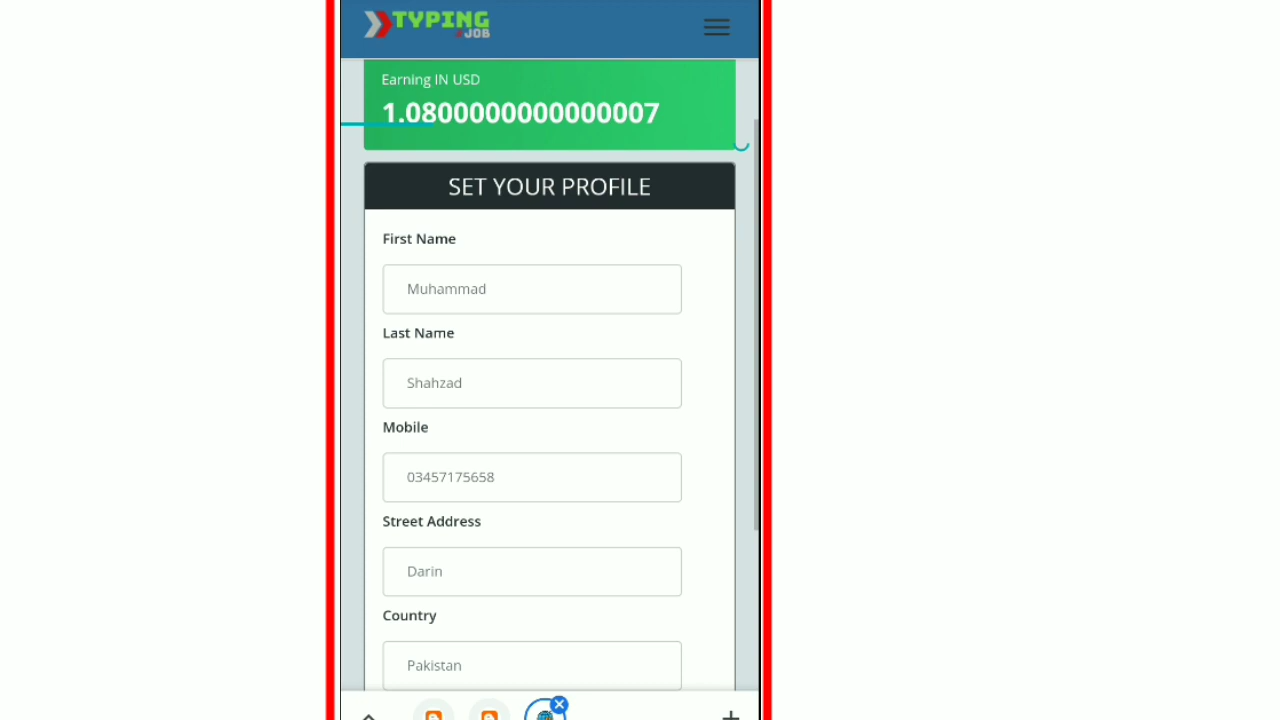 TYPING
JOB
Earning IN USD
1.0800000000000007
SET YOUR PROFILE
First Name
Muhammad
Last Name
Shahzad
Mobile
03457175658
Street Address
Darin
Country
Pakistan